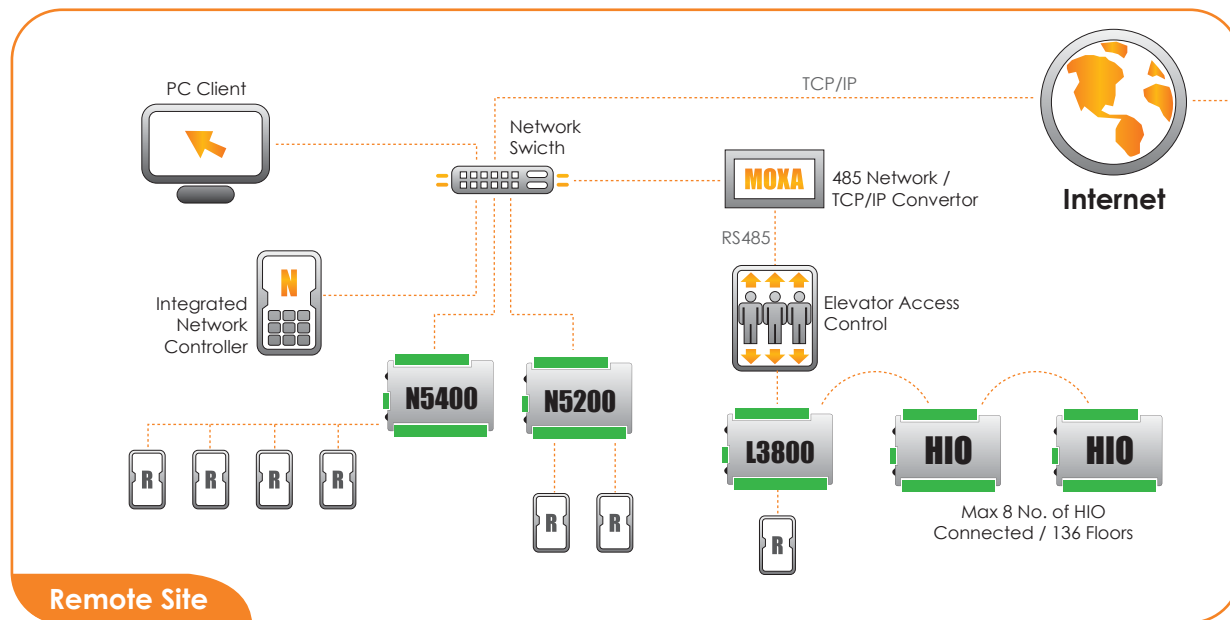 TCP/IP
PC Client
Network
Swicth
MOXA
485 Network /
TCP/IP Convertor
Internet
RS485
N
Integrated
Network
Controller
Elevator Access
Control
N5400
N5200
L3800
HIO
HIO
R
R
R
R
R
R
R
Max 8 No. of HIO
Connected / 136 Floors
Remote Site